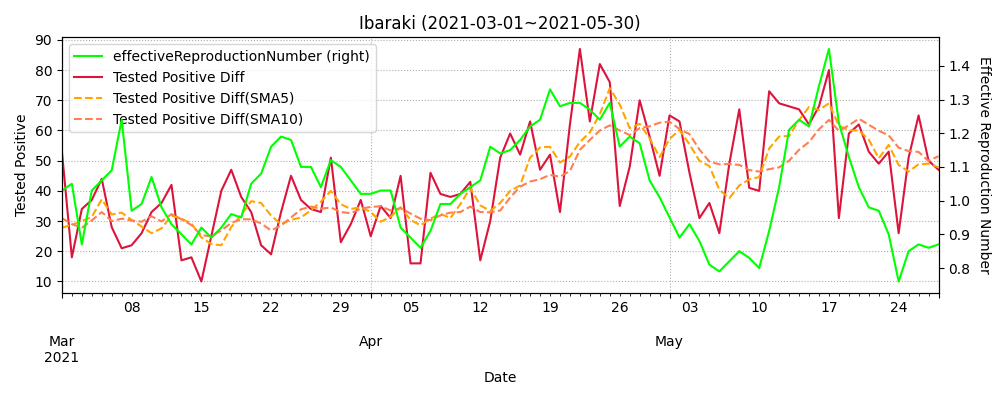 Ibaraki (2021-03-01~2021-05-30)
effectiveReproductionNumber (right)
Tested Positive Diff
Tested Positive Diff(SMA5)
Tested Positive Diff(SMA10)
Tested Positive
90
80
70
60
50
40
30
20
10
Effective Reproduction Number
1.4
1.3
1.2
1.1
1.0
0.9
0.8
08 15 22 29 05 12 19 26 03 10 17 24
Mar Apr May
2021
Date